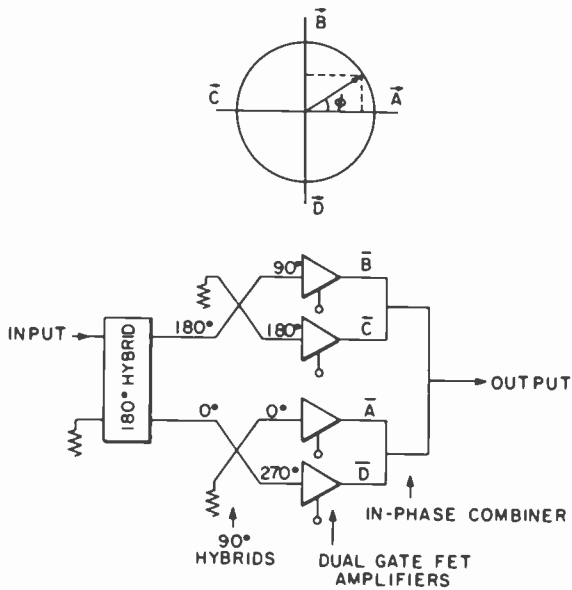 B⃗
C⃗
A⃗
ϕ
D⃗
90°
B̅
INPUT
180° HYBRID
180°
180°
C̅
OUTPUT
0°
0°
A̅
270°
D̅
IN-PHASE COMBINER
90°
HYBRIDS
DUAL GATE FET
AMPLIFIERS